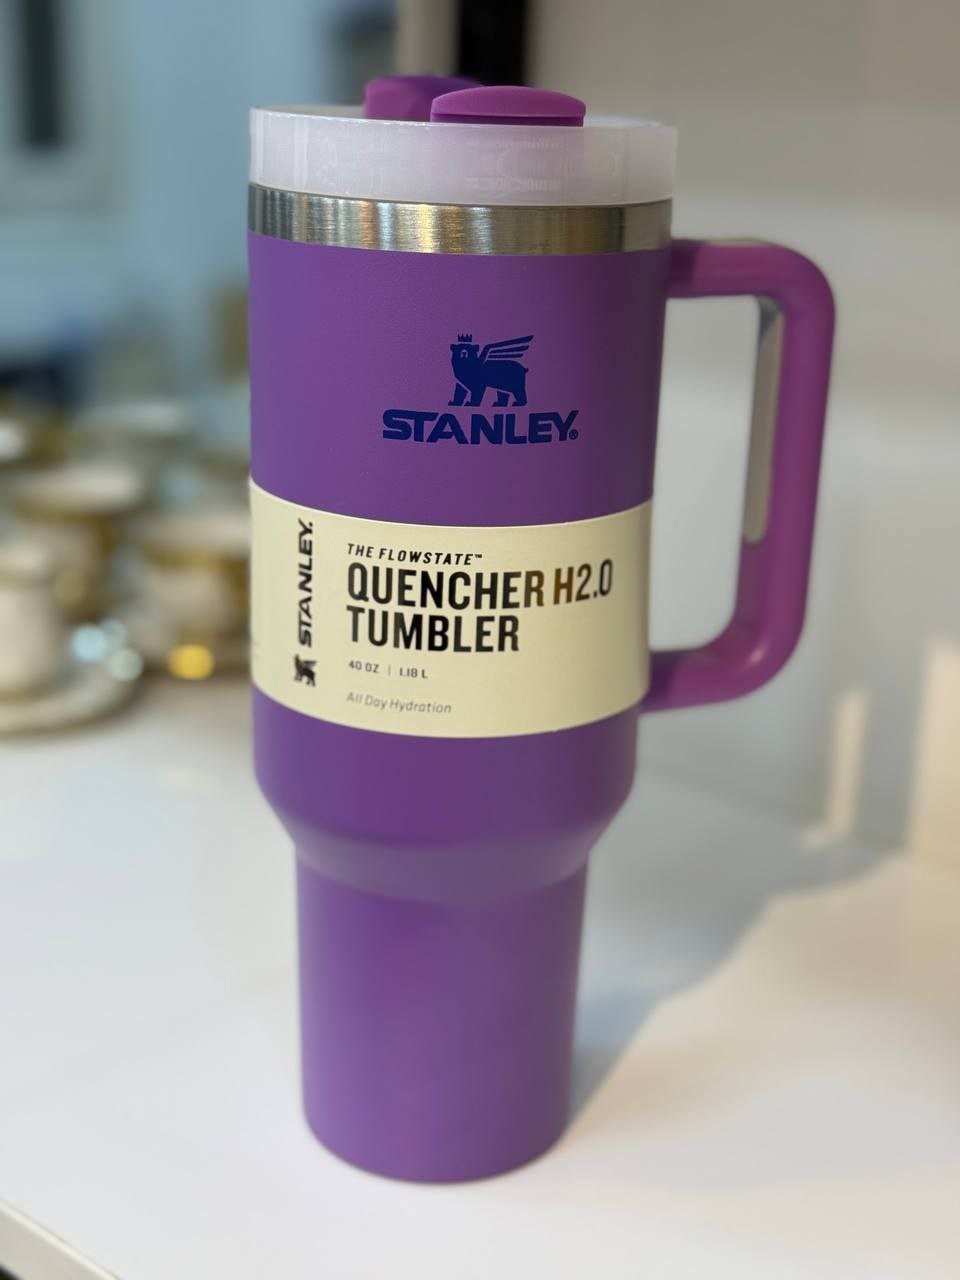 STANLEY®
STANLEY.
THE FLOWSTATE™
QUENCHER H2.0
TUMBLER
40 OZ | 1.18 L
All Day Hydration